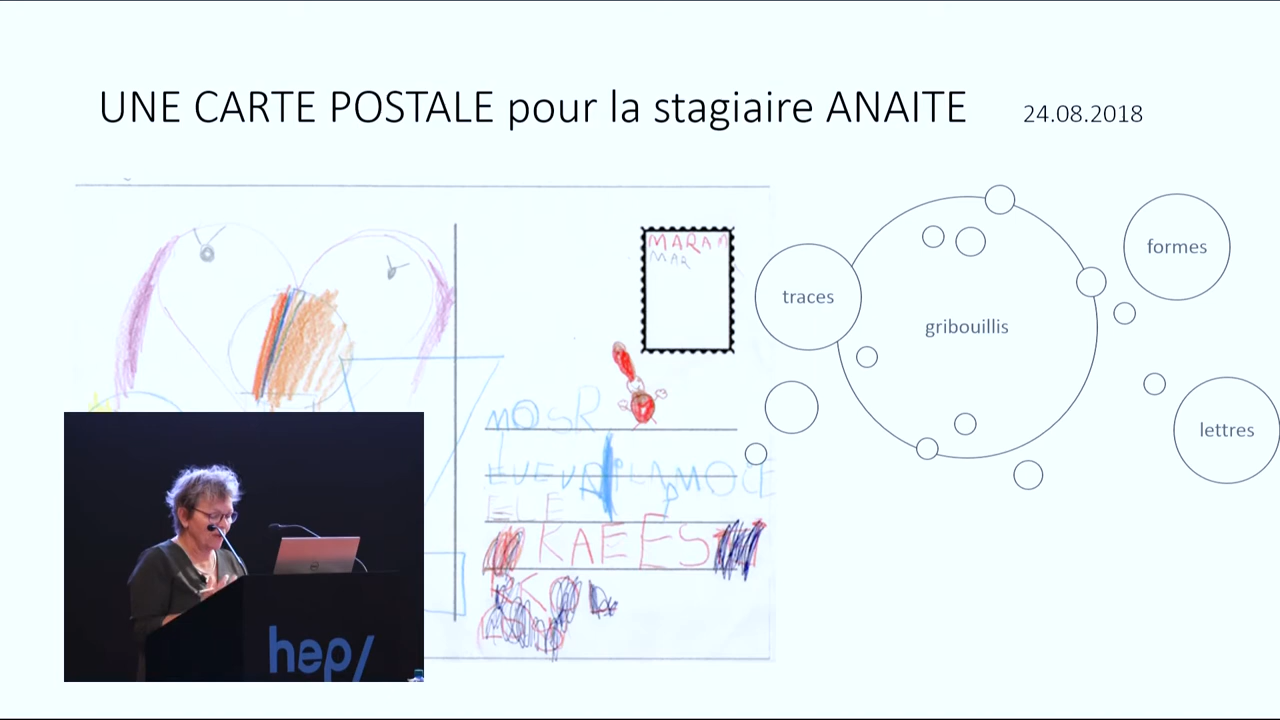 UNE CARTE POSTALE pour la stagiaire ANAITE 24.08.2018
MARAM
MAR
traces
gribouillis
formes
lettres
MOSR
KAEES
hep/